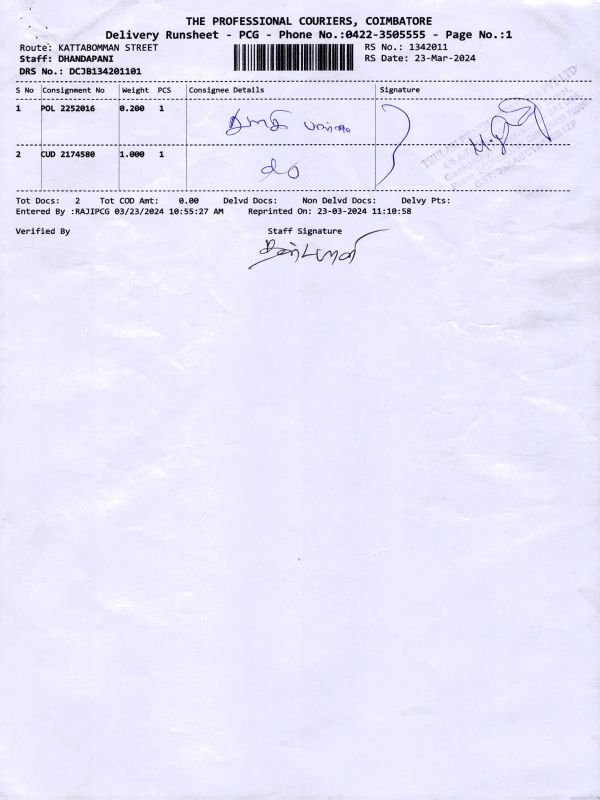 THE PROFESSIONAL COURIERS, COIMBATORE
Delivery Runsheet - PCG - Phone No.:0422-3505555 - Page No.:1
Route: KATTABOMMAN STREET RS No.: 1342011
Staff: DHANDAPANI RS Date: 23-Mar-2024
DRS No.: DCJB134201101
S No Consignment No Weight PCS Consignee Details Signature
1 POL 2252016 0.200 1
2 CUD 2174580 1.000 1 do
Tot Docs: 2 Tot COD Amt: 0.00 Delvd Docs: Non Delvd Docs: Delvy Pts:
Entered By :RAJIPCG 03/23/2024 10:55:27 AM Reprinted On: 23-03-2024 11:10:58
Verified By Staff Signature